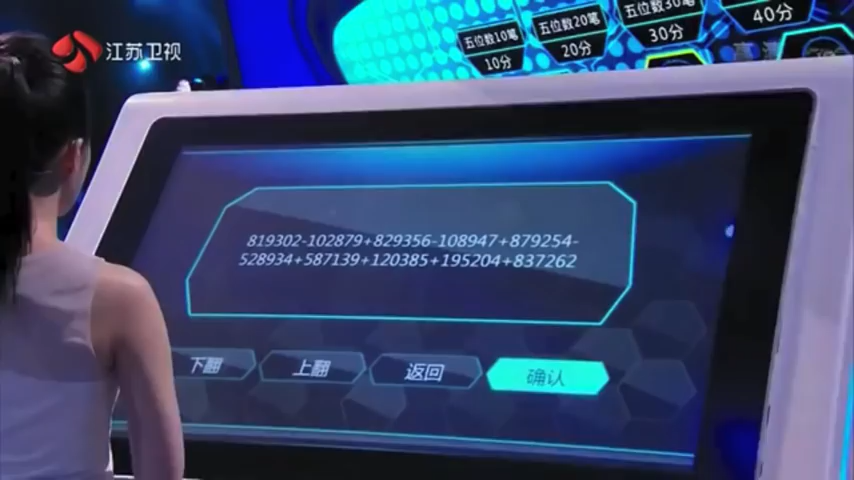 江苏卫视
五位数10笔
10分
五位数20笔
20分
五位数30笔
30分
40分
819302-102879+829356-108947+879254-
528934+587139+120385+195204+837262
下翻
上翻
返回
确认